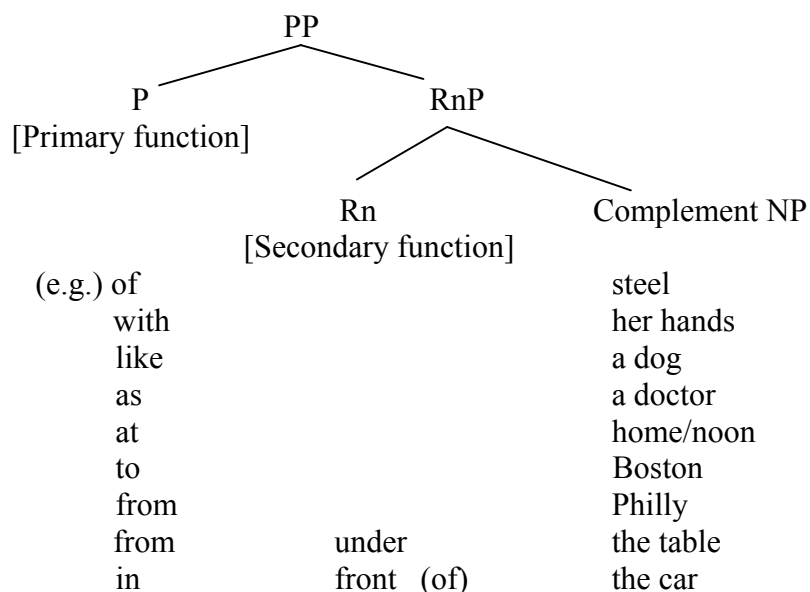 PP
P RnP
[Primary function]
Rn Complement NP
[Secondary function]
(e.g.) of steel
with her hands
like a dog
as a doctor
at home/noon
to Boston
from Philly
from under the table
in front (of) the car